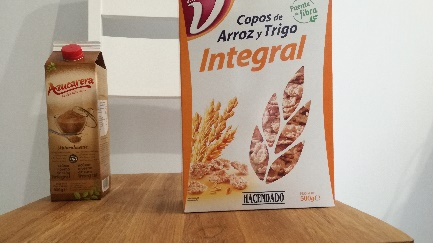 Azucarera
V
Copos de
Arroz y Trigo
Integral
Fuente de
fibra
HACENDADO
500g